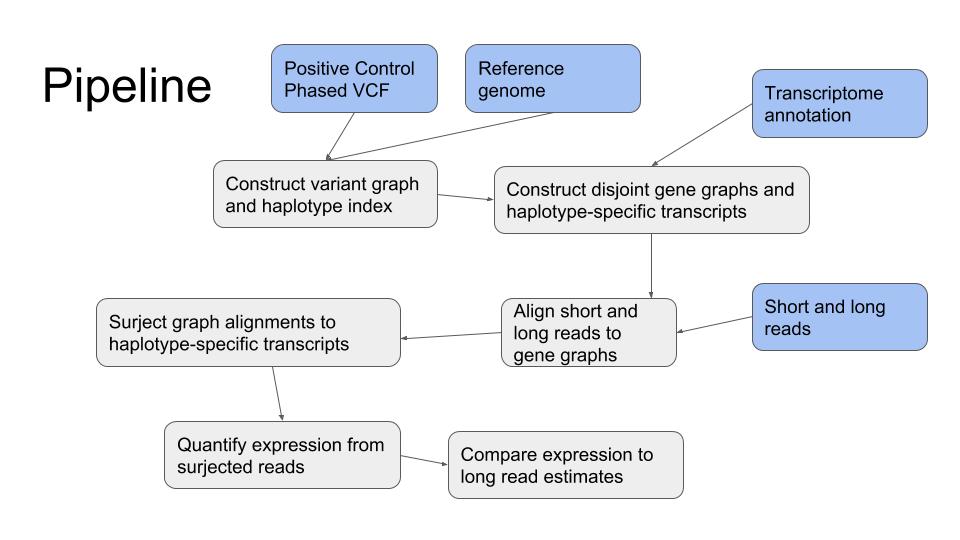 Pipeline
Positive Control
Phased VCF
Reference
genome
Transcriptome
annotation
Construct variant graph
and haplotype index
Construct disjoint gene graphs and
haplotype-specific transcripts
Surject graph alignments to
haplotype-specific transcripts
Align short and
long reads to
gene graphs
Short and long
reads
Quantify expression from
surjected reads
Compare expression to
long read estimates